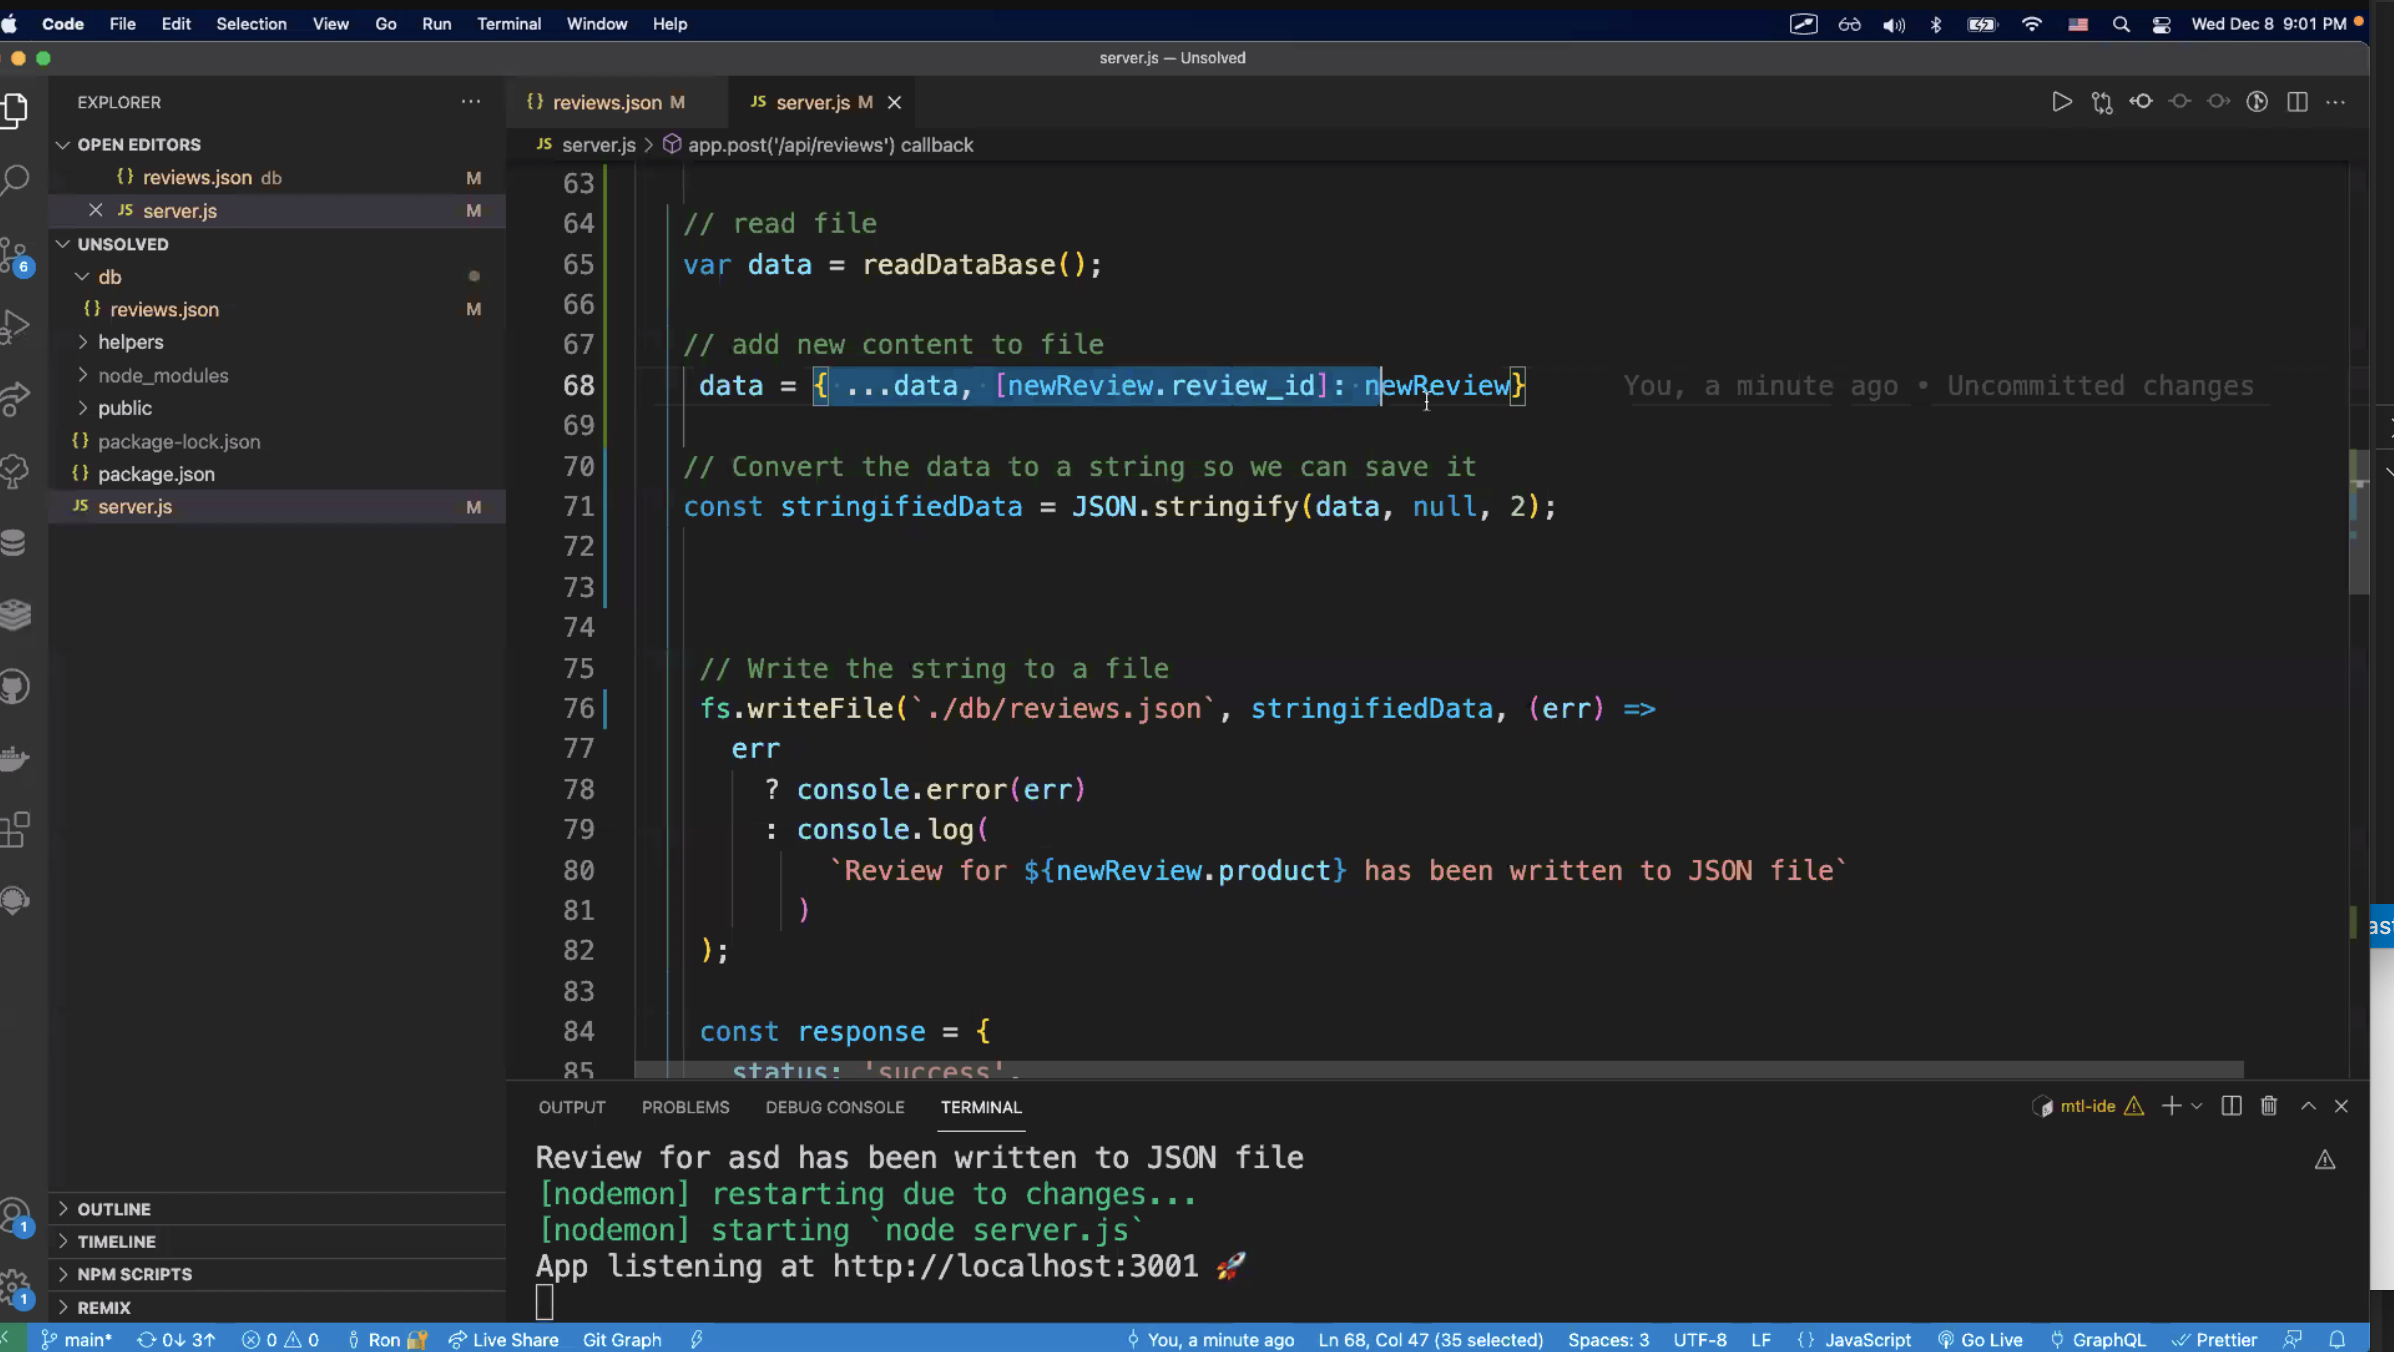 Code File Edit Selection View Go Run Terminal Window Help Wed Dec 8 9:01 PM
server.js — Unsolved
EXPLORER
OPEN EDITORS
reviews.json db M
server.js M
UNSOLVED
db
reviews.json M
helpers
node_modules
public
package-lock.json
package.json
server.js M
OUTLINE
TIMELINE
NPM SCRIPTS
REMIX
6
1
1
reviews.json M JS server.js M
JS server.js > app.post('/api/reviews') callback
63
64 // read file
65 var data = readDataBase();
66
67 // add new content to file
68 data = { ...data, [newReview.review_id]: newReview} You, a minute ago • Uncommitted changes
69
70 // Convert the data to a string so we can save it
71 const stringifiedData = JSON.stringify(data, null, 2);
72
73
74
75 // Write the string to a file
76 fs.writeFile(`./db/reviews.json`, stringifiedData, (err) =>
77 err
78 ? console.error(err)
79 : console.log(
80 `Review for ${newReview.product} has been written to JSON file`
81 )
82 );
83
84 const response = {
85 status: 'success',
OUTPUT PROBLEMS DEBUG CONSOLE TERMINAL mtl-ide
Review for asd has been written to JSON file
[nodemon] restarting due to changes...
[nodemon] starting `node server.js`
App listening at http://localhost:3001 🚀
main* 0↓ 3↑ 0 0 Ron Live Share Git Graph You, a minute ago Ln 68, Col 47 (35 selected) Spaces: 3 UTF-8 LF {} JavaScript Go Live GraphQL Prettier